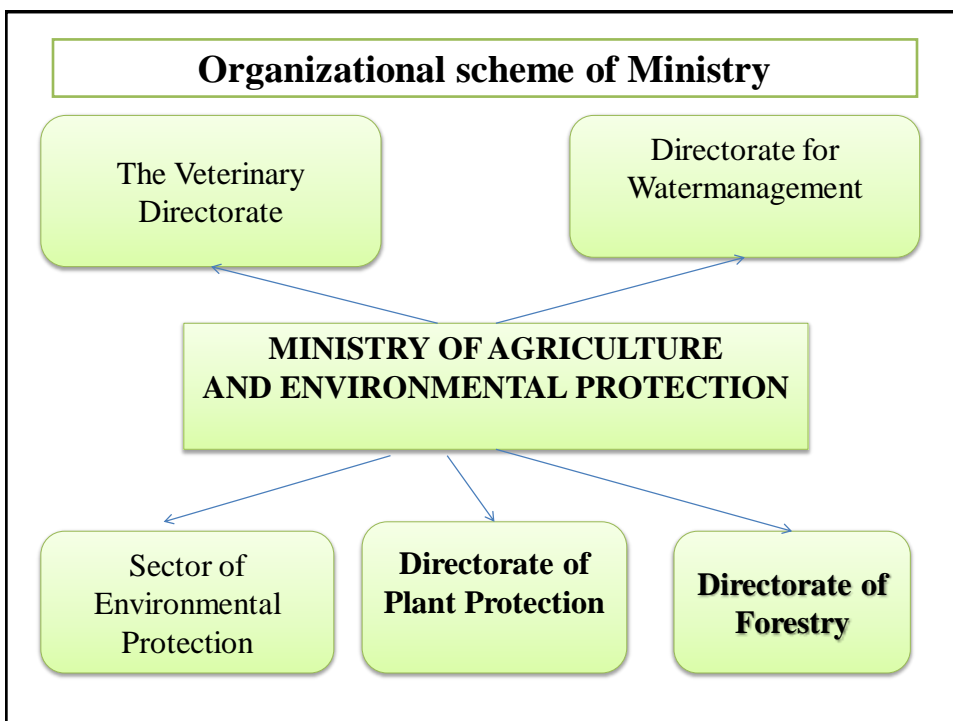 Organizational scheme of Ministry
The Veterinary
Directorate
Directorate for
Watermanagement
MINISTRY OF AGRICULTURE
AND ENVIRONMENTAL PROTECTION
Sector of
Environmental
Protection
Directorate of
Plant Protection
Directorate of
Forestry